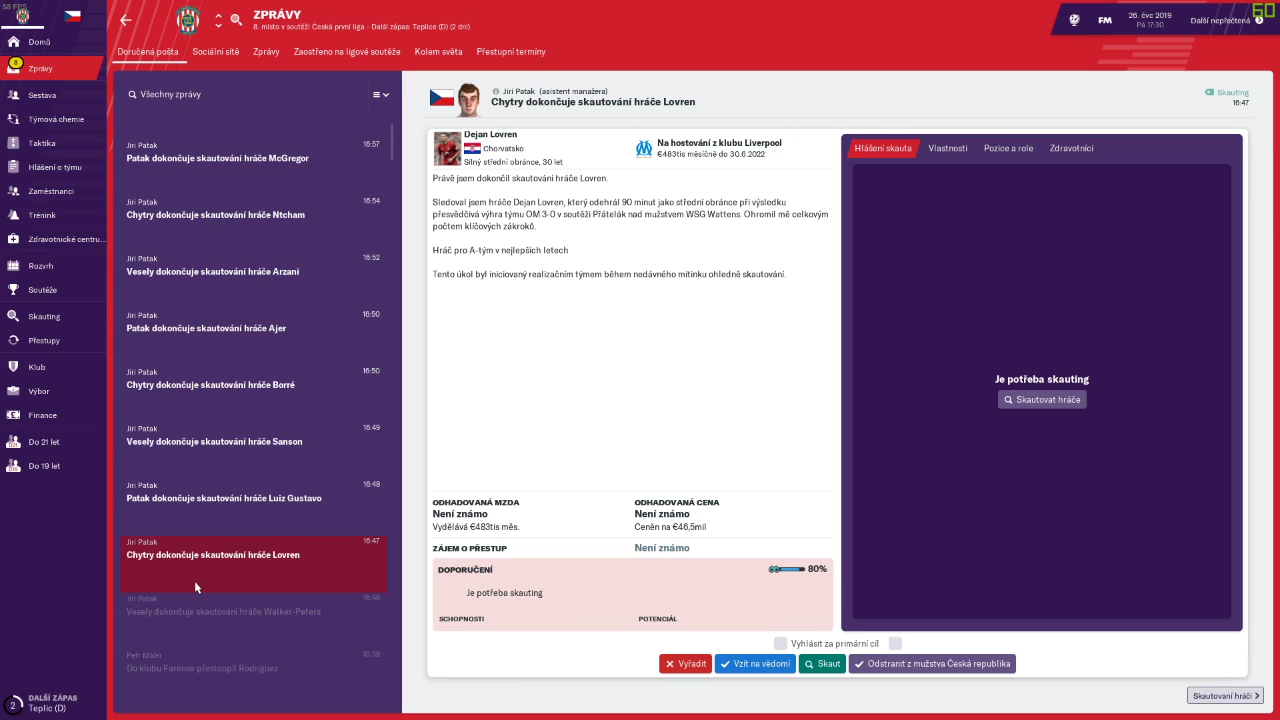 58 FPS
60
ZPRÁVY
8. místo v soutěži Česká první liga - Další zápas: Teplice (D) (2 dní)
FM
26. čvc 2019
Pá 17:30
Další nepřečtená
Doručená pošta
Sociální sítě
Zprávy
Zaostřeno na ligové soutěže
Kolem světa
Přestupní termíny
Domů
8
Zprávy
Sestava
Týmová chemie
Taktika
Hlášení o týmu
Zaměstnanci
Trénink
Zdravotnické centru...
Rozvrh
Soutěže
Skauting
Přestupy
Klub
Výbor
Finance
Do 21 let
Do 19 let
2
DALŠÍ ZÁPAS
Teplic (D)
Všechny zprávy
Jiri Patak 16:57
Patak dokončuje skautování hráče McGregor
Jiri Patak 16:54
Chytry dokončuje skautování hráče Ntcham
Jiri Patak 16:52
Vesely dokončuje skautování hráče Arzani
Jiri Patak 16:50
Patak dokončuje skautování hráče Ajer
Jiri Patak 16:50
Chytry dokončuje skautování hráče Borré
Jiri Patak 16:49
Vesely dokončuje skautování hráče Sanson
Jiri Patak 16:48
Patak dokončuje skautování hráče Luiz Gustavo
Jiri Patak 16:47
Chytry dokončuje skautování hráče Lovren
Jiri Patak 16:46
Vesely dokončuje skautování hráče Walker-Peters
Petr Maler 10:36
Do klubu Farense přestoupil Rodriguez
Jiri Patak (asistent manažera)
Chytry dokončuje skautování hráče Lovren
Skauting
16:47
Dejan Lovren
Chorvatsko
Silný střední obránce, 30 let
Na hostování z klubu Liverpool
€483tis měsíčně do 30.6.2022
Právě jsem dokončil skautování hráče Lovren.
Sledoval jsem hráče Dejan Lovren, který odehrál 90 minut jako střední obránce při výsledku
přesvědčivá výhra týmu OM 3-0 v soutěži Přátelák nad mužstvem WSG Wattens. Ohromil mě celkovým
počtem klíčových zákroků.
Hráč pro A-tým v nejlepších letech
Tento úkol byl iniciovaný realizačním týmem během nedávného mítinku ohledně skautování.
ODHADOVANÁ MZDA
Není známo
Vydělává €483tis měs.
ODHADOVANÁ CENA
Není známo
Ceněn na €46,5mil
ZÁJEM O PŘESTUP
Není známo
DOPORUČENÍ
80%
Je potřeba skauting
SCHOPNOSTI
POTENCIÁL
Hlášení skauta
Vlastnosti
Pozice a role
Zdravotníci
Je potřeba skauting
Skautovat hráče
Vyhlásit za primární cíl
Vyřadit
Vzít na vědomí
Skaut
Odstranit z mužstva Česká republika
Skautovaní hráči